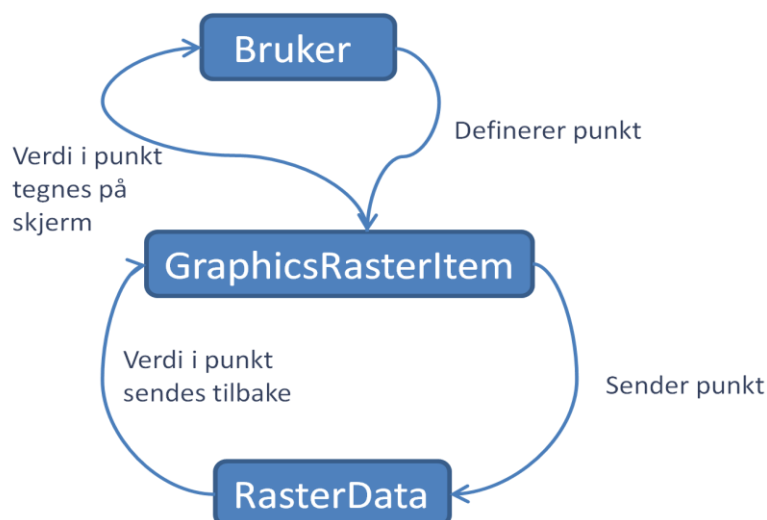 Bruker
Definerer punkt
Verdi i punkt
tegnes på
skjerm
GraphicsRasterItem
Verdi i punkt
sendes tilbake
Sender punkt
RasterData